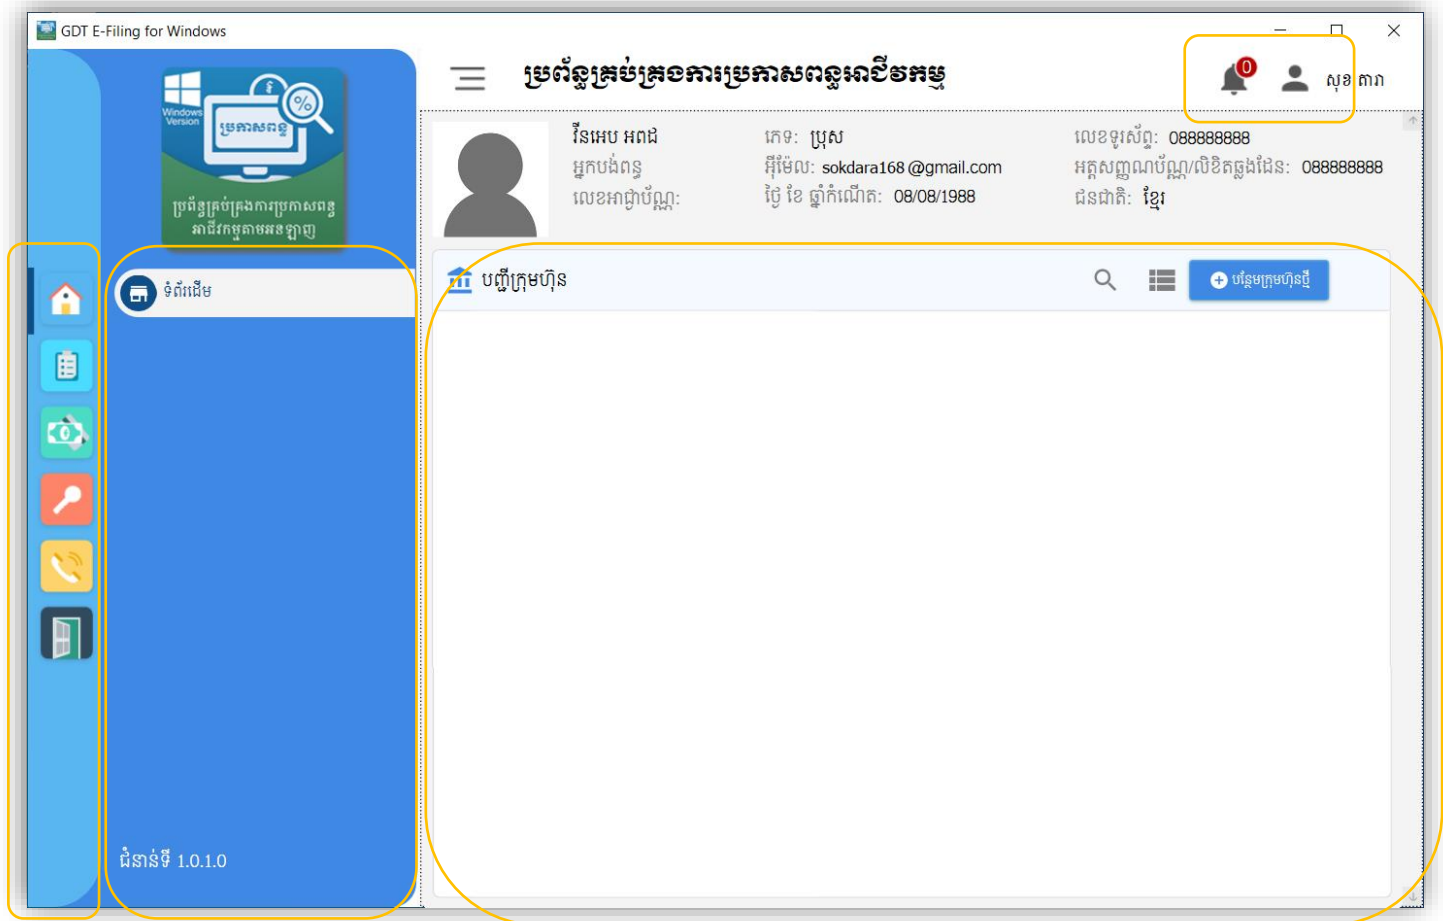 GDT E-Filing for Windows
Windows
Version
ប្រកាសពន្ធ
%
ប្រព័ន្ធគ្រប់គ្រងការប្រកាសពន្ធ
អាជីវកម្មតាមអនឡាញ
ប្រព័ន្ធគ្រប់គ្រងការប្រកាសពន្ធអាជីវកម្ម
0
សុខ តារា
វីនអេប អពដំ
អ្នកបង់ពន្ធ
លេខអាជ្ញាប័ណ្ណ:
ភេទ: ប្រុស
អ៊ីម៉ែល: sokdara168@gmail.com
ថ្ងៃ ខែ ឆ្នាំកំណើត: 08/08/1988
លេខទូរស័ព្ទ: 088888888
អត្តសញ្ញាណប័ណ្ណ/លិខិតឆ្លងដែន: 088888888
ជនជាតិ: ខ្មែរ
ទំព័រដើម
បញ្ជីក្រុមហ៊ុន
បន្ថែមក្រុមហ៊ុនថ្មី
ជំនាន់ទី 1.0.1.0